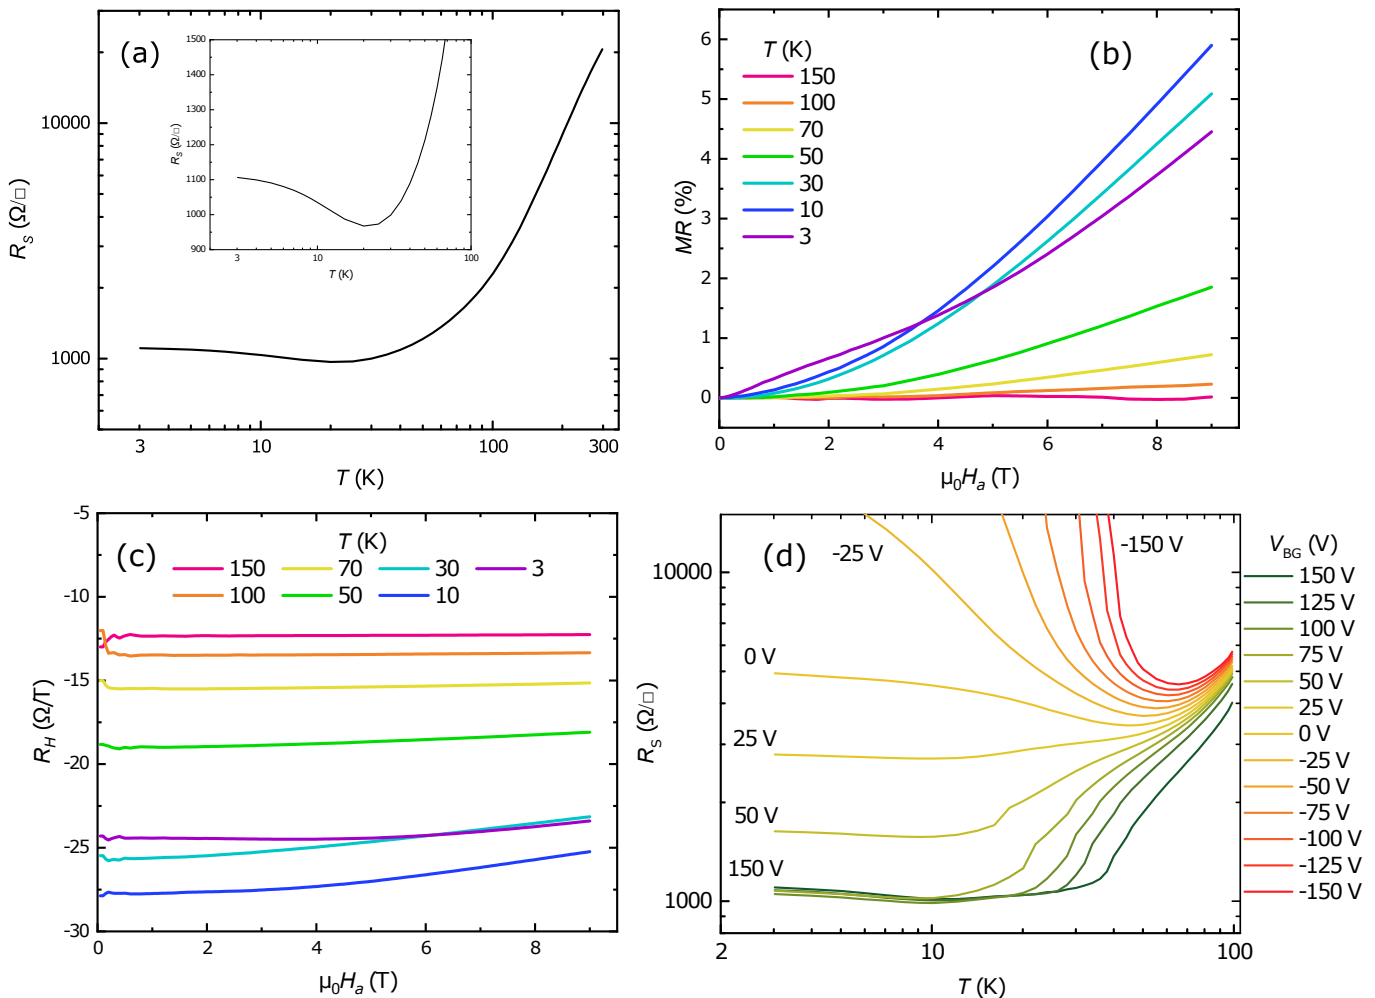 (a)
R_S (Ω/□)
10000
1000
3
10
100
300
T (K)
1500
1400
1300
1200
1100
1000
900
R_S (Ω/□)
3
10
100
T (K)
(b)
MR (%)
6
5
4
3
2
1
0
T (K)
150
100
70
50
30
10
3
0
2
4
6
8
μ₀H_a (T)
(c)
R_H (Ω/T)
-5
-10
-15
-20
-25
-30
T (K)
150 70 30 3
100 50 10
0
2
4
6
8
μ₀H_a (T)
(d)
R_S (Ω/□)
10000
1000
-25 V
-150 V
0 V
25 V
50 V
150 V
2
10
100
T (K)
V_BG (V)
150 V
125 V
100 V
75 V
50 V
25 V
0 V
-25 V
-50 V
-75 V
-100 V
-125 V
-150 V